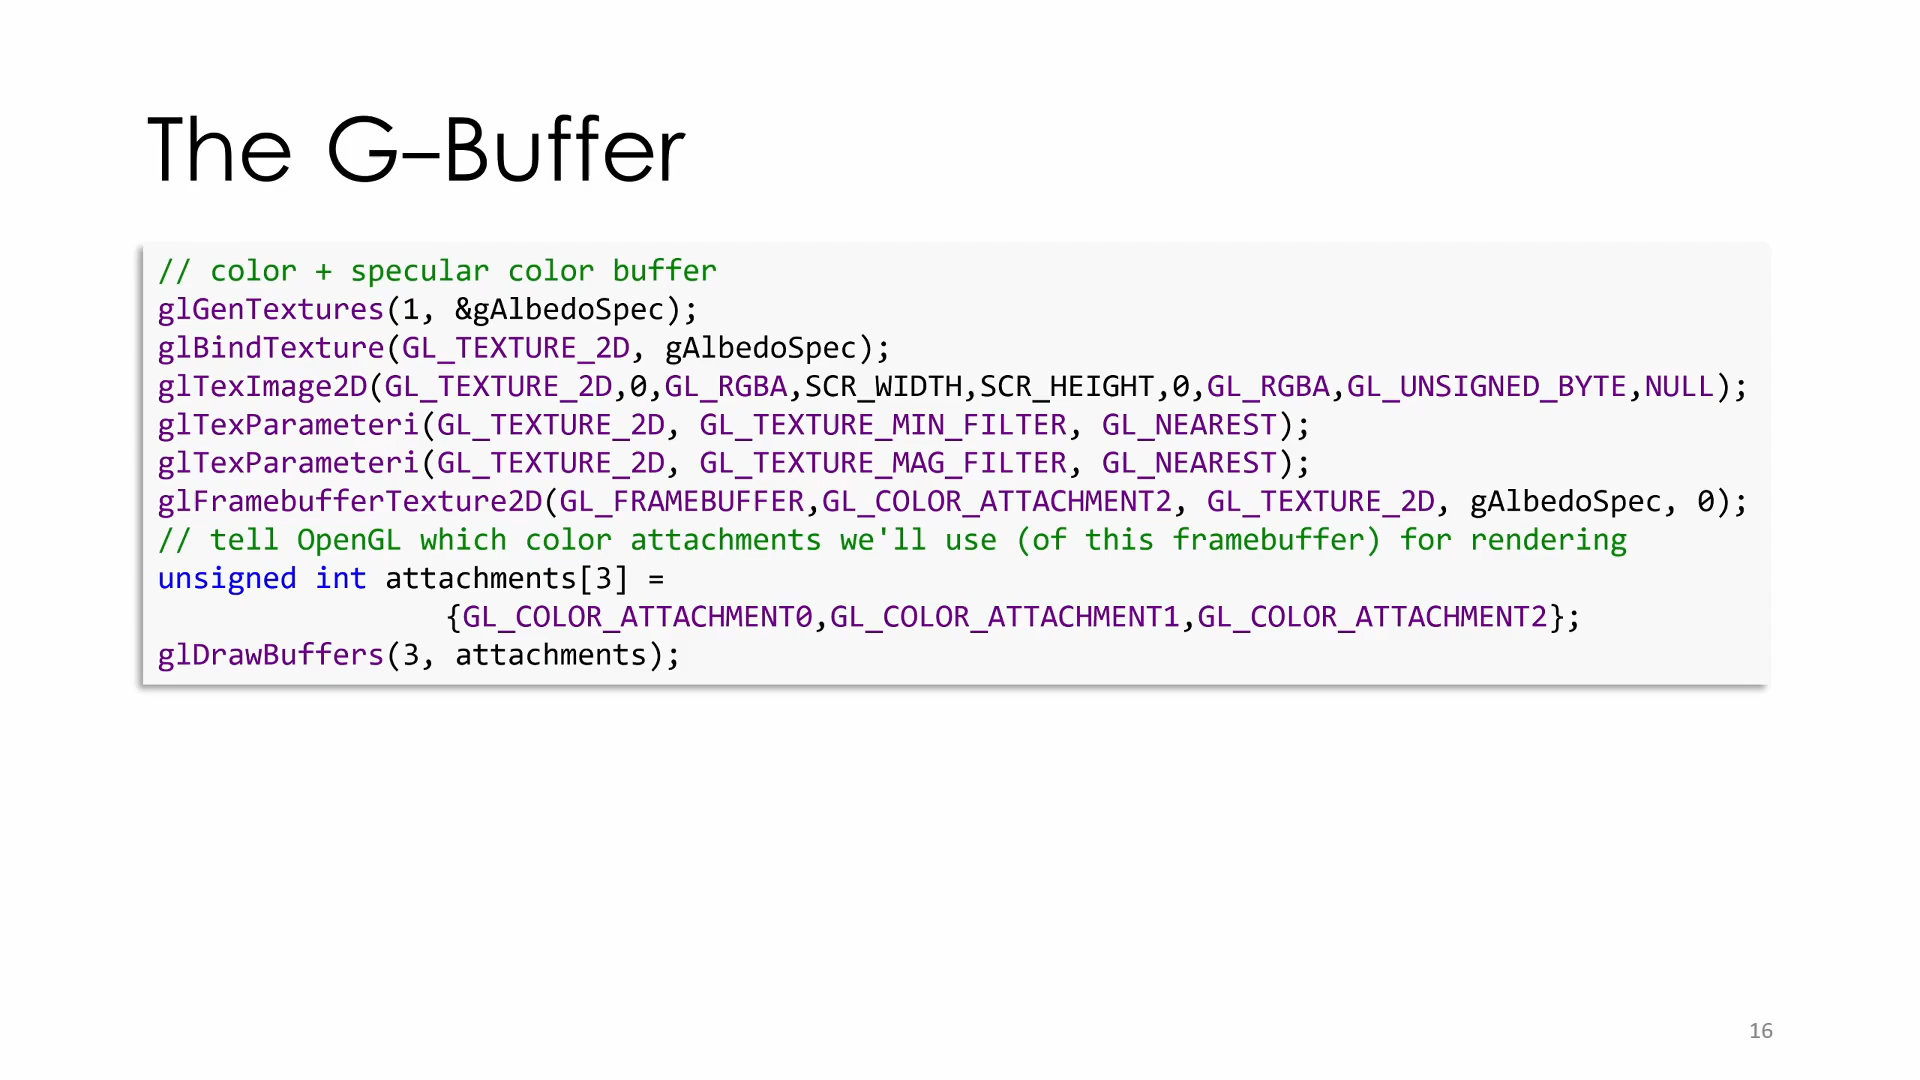 The G–Buffer
// color + specular color buffer
glGenTextures(1, &gAlbedoSpec);
glBindTexture(GL_TEXTURE_2D, gAlbedoSpec);
glTexImage2D(GL_TEXTURE_2D,0,GL_RGBA,SCR_WIDTH,SCR_HEIGHT,0,GL_RGBA,GL_UNSIGNED_BYTE,NULL);
glTexParameteri(GL_TEXTURE_2D, GL_TEXTURE_MIN_FILTER, GL_NEAREST);
glTexParameteri(GL_TEXTURE_2D, GL_TEXTURE_MAG_FILTER, GL_NEAREST);
glFramebufferTexture2D(GL_FRAMEBUFFER,GL_COLOR_ATTACHMENT2, GL_TEXTURE_2D, gAlbedoSpec, 0);
// tell OpenGL which color attachments we'll use (of this framebuffer) for rendering
unsigned int attachments[3] =
{GL_COLOR_ATTACHMENT0,GL_COLOR_ATTACHMENT1,GL_COLOR_ATTACHMENT2};
glDrawBuffers(3, attachments);
16